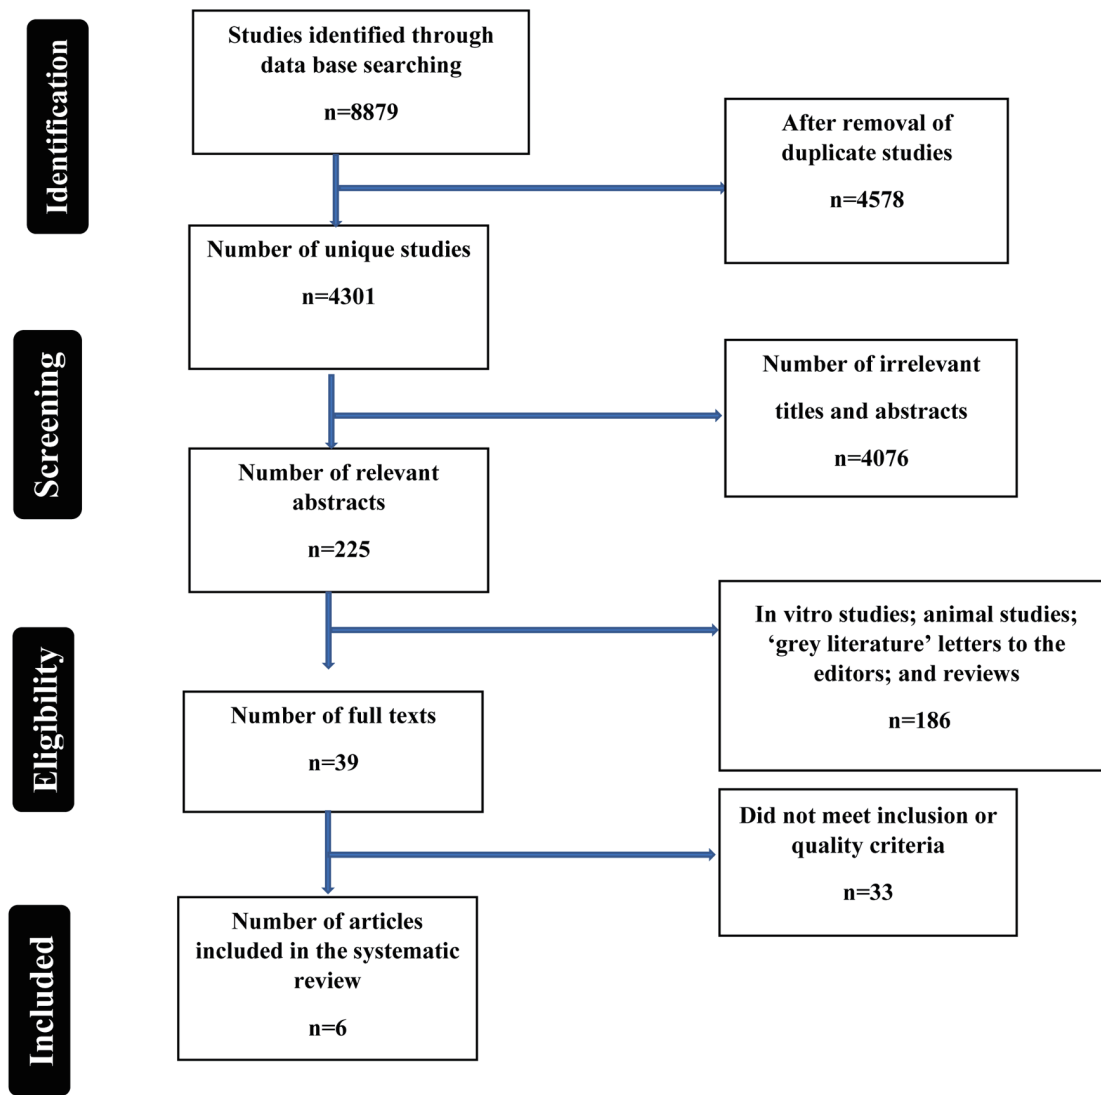 Identification
Studies identified through
data base searching
n=8879
After removal of
duplicate studies
n=4578
Number of unique studies
n=4301
Screening
Number of irrelevant
titles and abstracts
n=4076
Number of relevant
abstracts
n=225
Eligibility
In vitro studies; animal studies;
‘grey literature’ letters to the
editors; and reviews
n=186
Number of full texts
n=39
Did not meet inclusion or
quality criteria
n=33
Included
Number of articles
included in the systematic
review
n=6